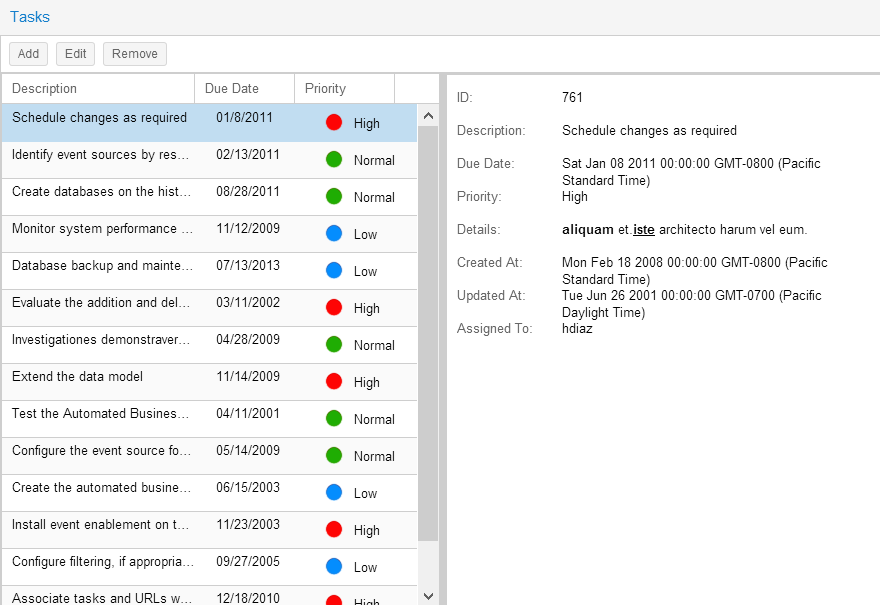 Tasks
Add Edit Remove
Description Due Date Priority
Schedule changes as required 01/8/2011 High
Identify event sources by res... 02/13/2011 Normal
Create databases on the hist... 08/28/2011 Normal
Monitor system performance ... 11/12/2009 Low
Database backup and mainte... 07/13/2013 Low
Evaluate the addition and del... 03/11/2002 High
Investigationes demonstraver... 04/28/2009 Normal
Extend the data model 11/14/2009 High
Test the Automated Busines... 04/11/2001 Normal
Configure the event source fo... 05/14/2009 Normal
Create the automated busine... 06/15/2003 Low
Install event enablement on t... 11/23/2003 High
Configure filtering, if appropria... 09/27/2005 Low
Associate tasks and URLs w... 12/18/2010 High
ID: 761
Description: Schedule changes as required
Due Date: Sat Jan 08 2011 00:00:00 GMT-0800 (Pacific
Standard Time)
Priority: High
Details: aliquam et.iste architecto harum vel eum.
Created At: Mon Feb 18 2008 00:00:00 GMT-0800 (Pacific
Standard Time)
Updated At: Tue Jun 26 2001 00:00:00 GMT-0700 (Pacific
Daylight Time)
Assigned To: hdiaz